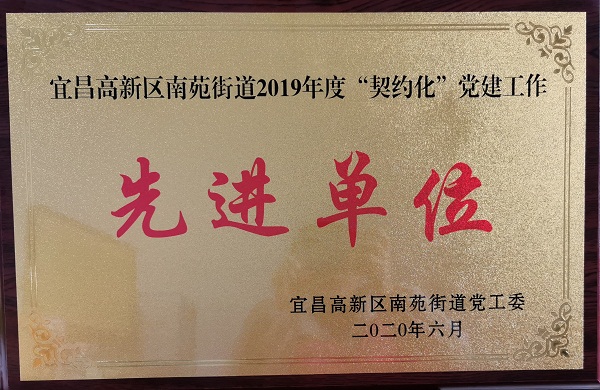 宜昌高新区南苑街道2019年度“契约化”党建工作
先进单位
宜昌高新区南苑街道党工委
二〇二〇年六月